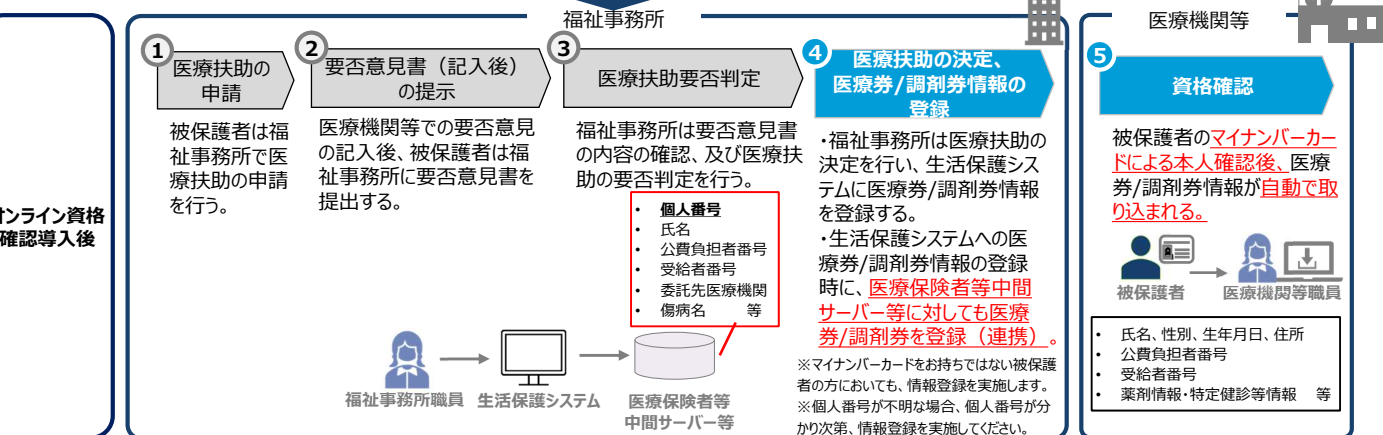 福祉事務所
医療機関等
オンライン資格
確認導入後
1
医療扶助の
申請
被保護者は福
祉事務所で医
療扶助の申請
を行う。
2
要否意見書（記入後）
の提示
医療機関等での要否意見
の記入後、被保護者は福
祉事務所に要否意見書を
提出する。
3
医療扶助要否判定
福祉事務所は要否意見書
の内容の確認、及び医療扶
助の要否判定を行う。
• 個人番号
• 氏名
• 公費負担者番号
• 受給者番号
• 委託先医療機関
• 傷病名 等
福祉事務所職員
生活保護システム
医療保険者等
中間サーバー等
4
医療扶助の決定、
医療券/調剤券情報の
登録
・福祉事務所は医療扶助の
決定を行い、生活保護シス
テムに医療券/調剤券情報
を登録する。
・生活保護システムへの医
療券/調剤券情報の登録
時に、医療保険者等中間
サーバー等に対しても医療
券/調剤券を登録（連携）。
※マイナンバーカードをお持ちではない被保護
者の方においても、情報登録を実施します。
※個人番号が不明な場合、個人番号が分
かり次第、情報登録を実施してください。
5
資格確認
被保護者のマイナンバーカー
ドによる本人確認後、医療
券/調剤券情報が自動で取
り込まれる。
被保護者
医療機関等職員
• 氏名、性別、生年月日、住所
• 公費負担者番号
• 受給者番号
• 薬剤情報・特定健診等情報 等